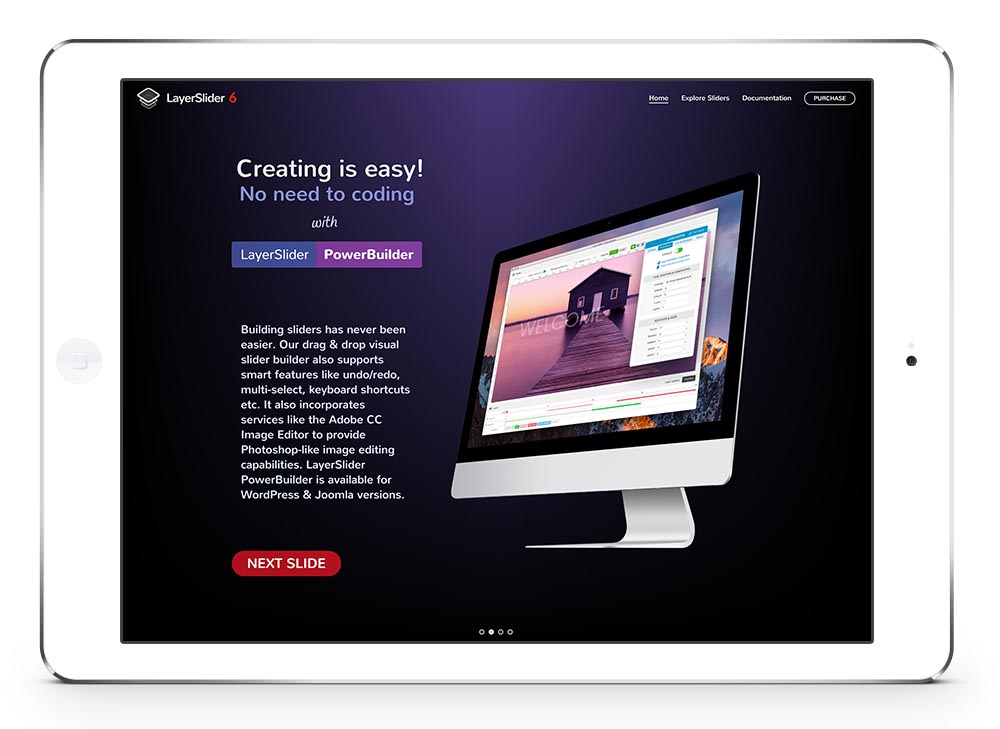 LayerSlider 6
Home Explore Sliders Documentation PURCHASE
Creating is easy!
No need to coding
with
LayerSlider PowerBuilder
Building sliders has never been
easier. Our drag & drop visual
slider builder also supports
smart features like undo/redo,
multi-select, keyboard shortcuts
etc. It also incorporates
services like the Adobe CC
Image Editor to provide
Photoshop-like image editing
capabilities. LayerSlider
PowerBuilder is available for
WordPress & Joomla versions.
WELCOME
NEXT SLIDE